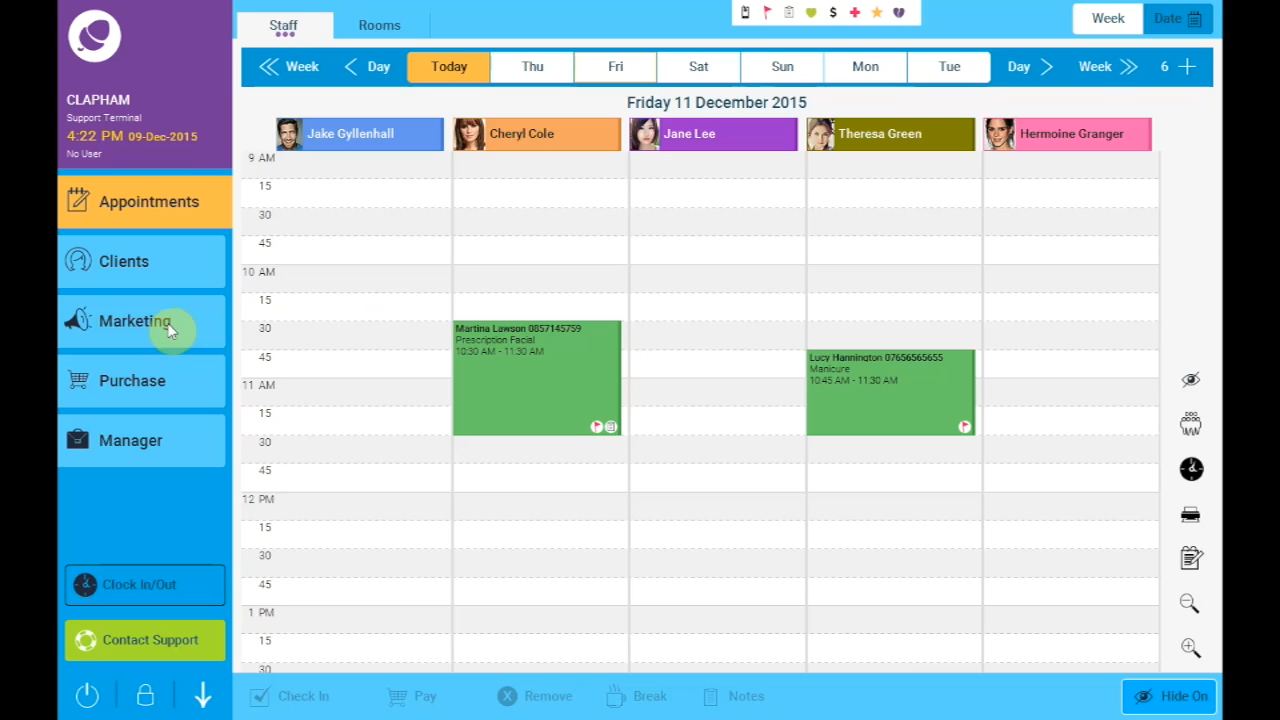 Staff
Rooms
Week
Date
Week
Day
Today
Thu
Fri
Sat
Sun
Mon
Tue
Day
Week
6
CLAPHAM
Support Terminal
4:22 PM 09-Dec-2015
No User
Appointments
Clients
Marketing
Purchase
Manager
Clock In/Out
Contact Support
Friday 11 December 2015
Jake Gyllenhall
Cheryl Cole
Jane Lee
Theresa Green
Hermoine Granger
9 AM
15
30
45
10 AM
15
30
45
11 AM
15
30
45
12 PM
15
30
45
1 PM
15
30
Martina Lawson 0857145759
Prescription Facial
10:30 AM - 11:30 AM
Lucy Hannington 07656565655
Manicure
10:45 AM - 11:30 AM
Check In
Pay
Remove
Break
Notes
Hide On